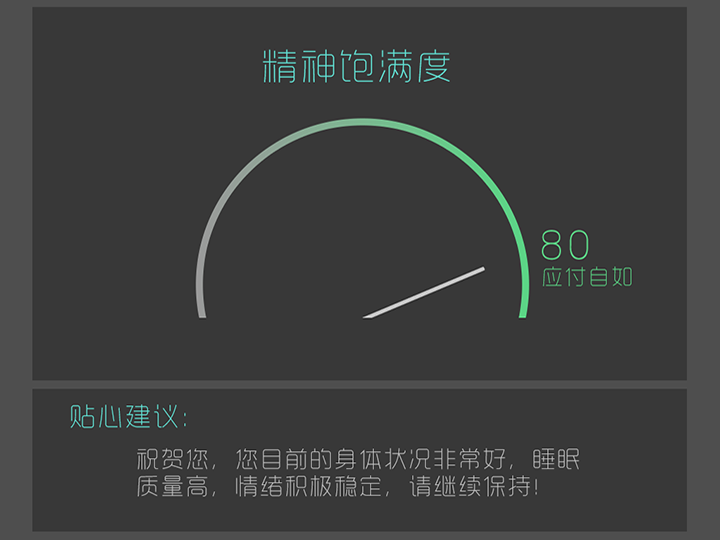 精神饱满度
80
应付自如
贴心建议:
祝贺您，您目前的身体状况非常好，睡眠
质量高，情绪积极稳定，请继续保持!